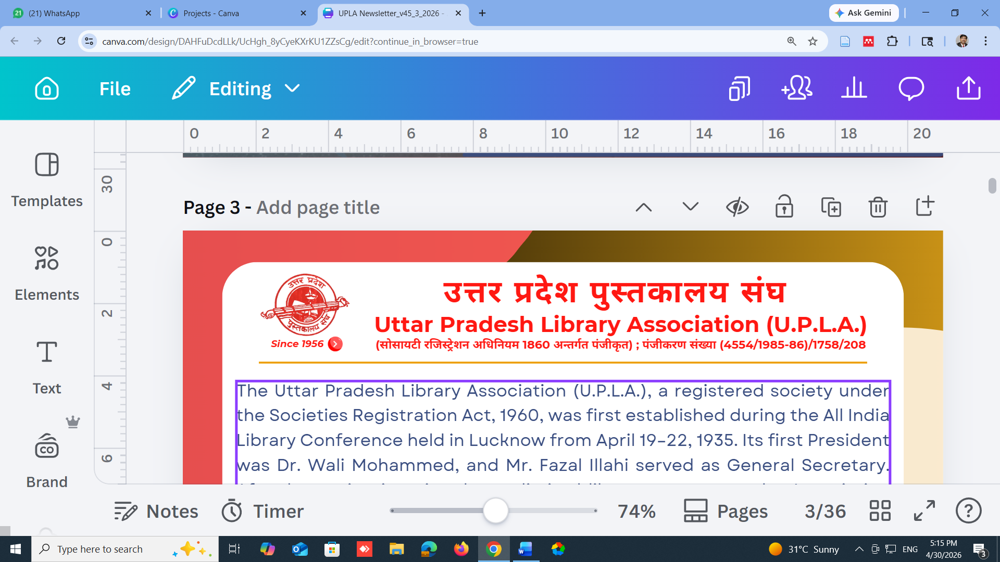 21 (21) WhatsApp
Projects - Canva
UPLA Newsletter_v45_3_2026 -
Ask Gemini
canva.com/design/DAHFuDcdLLk/UcHgh_8yCyeKXrKU1ZZsCg/edit?continue_in_browser=true
File
Editing
0 2 4 6 8 10 12 14 16 18 20
30
0
2
4
6
Templates
Elements
Text
CO
Brand
Page 3 - Add page title
उत्तर प्रदेश
पुस्तकालय संघ
Since 1956
उत्तर प्रदेश पुस्तकालय संघ
Uttar Pradesh Library Association (U.P.L.A.)
(सोसायटी रजिस्ट्रेशन अधिनियम 1860 अन्तर्गत पंजीकृत) ; पंजीकरण संख्या (4554/1985-86)/1758/208
The Uttar Pradesh Library Association (U.P.L.A.), a registered society under
the Societies Registration Act, 1960, was first established during the All India
Library Conference held in Lucknow from April 19–22, 1935. Its first President
was Dr. Wali Mohammed, and Mr. Fazal Illahi served as General Secretary.
Notes
Timer
74%
Pages
3/36
Type here to search
31°C Sunny
ENG
5:15 PM
4/30/2026
3